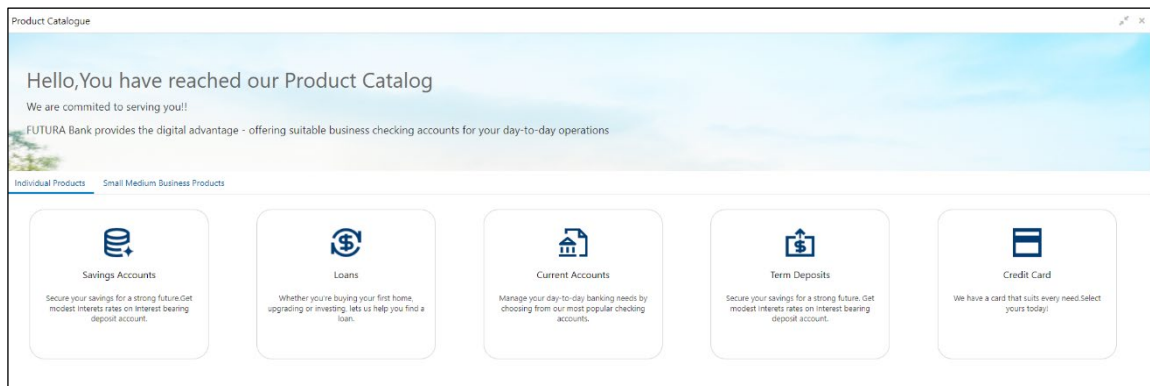 Product Catalogue
Hello,You have reached our Product Catalog
We are commited to serving you!!
FUTURA Bank provides the digital advantage - offering suitable business checking accounts for your day-to-day operations
Individual Products Small Medium Business Products
Savings Accounts
Secure your savings for a strong future.Get
modest Interets rates on Interest bearing
deposit account.
Loans
Whether you're buying your first home,
upgrading or investing, lets us help you find a
loan.
Current Accounts
Manage your day-to-day banking needs by
choosing from our most popular checking
accounts.
Term Deposits
Secure your savings for a strong future. Get
modest Interets rates on Interest bearing
deposit account.
Credit Card
We have a card that suits every need.Select
yours today!